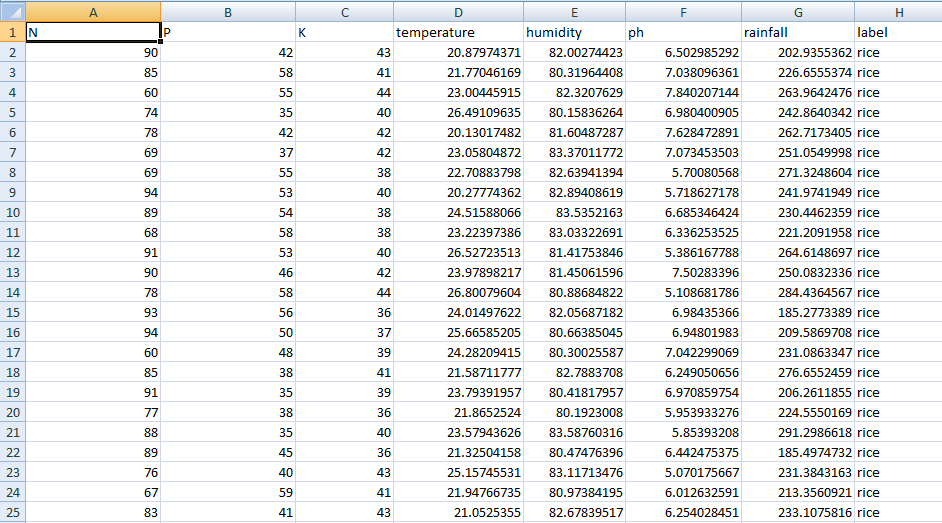 A B C D E F G H
1 N P K temperature humidity ph rainfall label
2 90 42 43 20.87974371 82.00274423 6.502985292 202.9355362 rice
3 85 58 41 21.77046169 80.31964408 7.038096361 226.6555374 rice
4 60 55 44 23.00445915 82.3207629 7.840207144 263.9642476 rice
5 74 35 40 26.49109635 80.15836264 6.980400905 242.8640342 rice
6 78 42 42 20.13017482 81.60487287 7.628472891 262.7173405 rice
7 69 37 42 23.05804872 83.37011772 7.073453503 251.0549998 rice
8 69 55 38 22.70883798 82.63941394 5.70080568 271.3248604 rice
9 94 53 40 20.27774362 82.89408619 5.718627178 241.9741949 rice
10 89 54 38 24.51588066 83.5352163 6.685346424 230.4462359 rice
11 68 58 38 23.22397386 83.03322691 6.336253525 221.2091958 rice
12 91 53 40 26.52723513 81.41753846 5.386167788 264.6148697 rice
13 90 46 42 23.97898217 81.45061596 7.50283396 250.0832336 rice
14 78 58 44 26.80079604 80.88684822 5.108681786 284.4364567 rice
15 93 56 36 24.01497622 82.05687182 6.98435366 185.2773389 rice
16 94 50 37 25.66585205 80.66385045 6.94801983 209.5869708 rice
17 60 48 39 24.28209415 80.30025587 7.042299069 231.0863347 rice
18 85 38 41 21.58711777 82.7883708 6.249050656 276.6552459 rice
19 91 35 39 23.79391957 80.41817957 6.970859754 206.2611855 rice
20 77 38 36 21.8652524 80.1923008 5.953933276 224.5550169 rice
21 88 35 40 23.57943626 83.58760316 5.85393208 291.2986618 rice
22 89 45 36 21.32504158 80.47476396 6.442475375 185.4974732 rice
23 76 40 43 25.15745531 83.11713476 5.070175667 231.3843163 rice
24 67 59 41 21.94766735 80.97384195 6.012632591 213.3560921 rice
25 83 41 43 21.0525355 82.67839517 6.254028451 233.1075816 rice